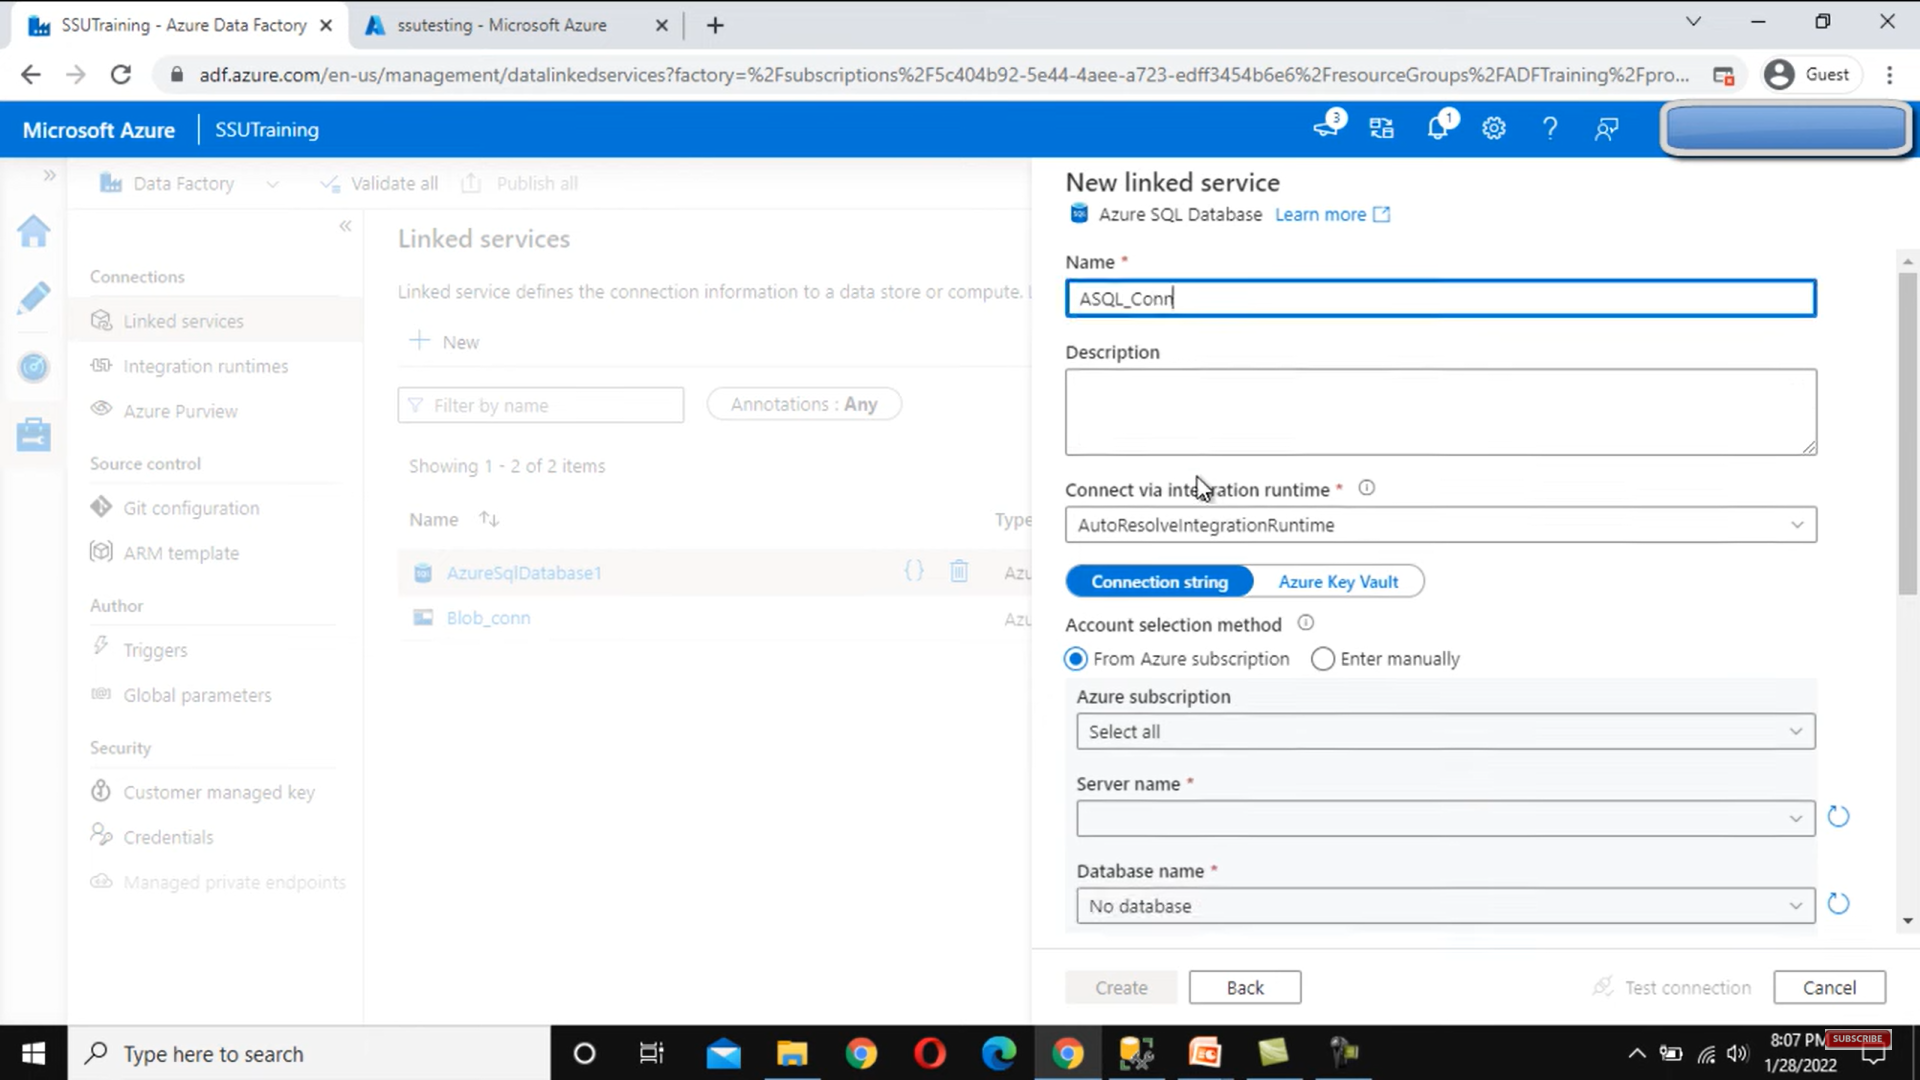 SSUTraining - Azure Data Factory
ssutesting - Microsoft Azure
adf.azure.com/en-us/management/datalinkedservices?factory=%2Fsubscriptions%2F5c404b92-5e44-4aee-a723-edff3454b6e6%2FresourceGroups%2FADFTraining%2Fpro...
Guest
Microsoft Azure
SSUTraining
3
1
Data Factory
Validate all
Publish all
Connections
Linked services
Integration runtimes
Azure Purview
Source control
Git configuration
ARM template
Author
Triggers
Global parameters
Security
Customer managed key
Credentials
Managed private endpoints
Linked services
Linked service defines the connection information to a data store or compute.
New
Filter by name
Annotations : Any
Showing 1 - 2 of 2 items
Name
Type
AzureSqlDatabase1
Azu
Blob_conn
Azu
New linked service
Azure SQL Database
Learn more
Name *
ASQL_Conn
Description
Connect via integration runtime *
AutoResolveIntegrationRuntime
Connection string
Azure Key Vault
Account selection method
From Azure subscription
Enter manually
Azure subscription
Select all
Server name *
Database name *
No database
Create
Back
Test connection
Cancel
Type here to search
8:07 PM
1/28/2022
SUBSCRIBE